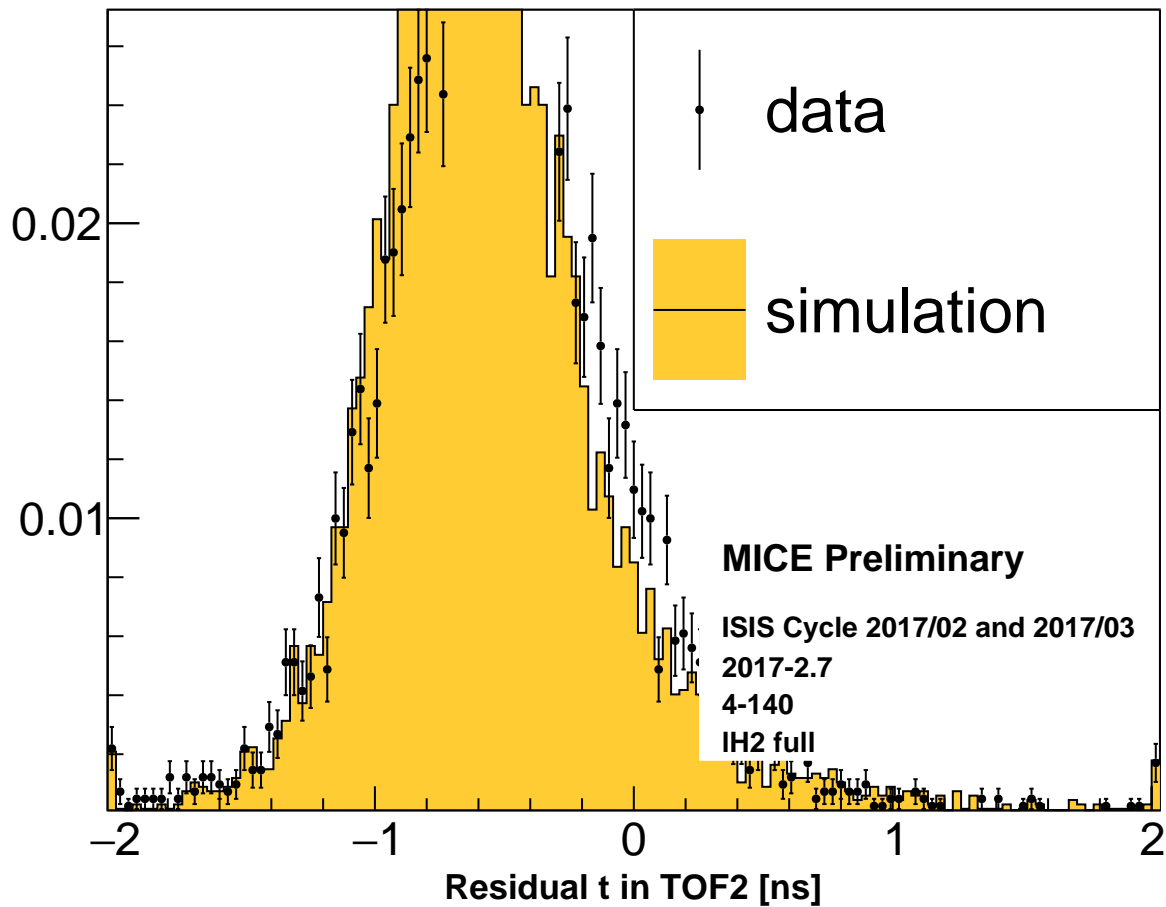 data
simulation
0.02
0.01
MICE Preliminary
ISIS Cycle 2017/02 and 2017/03
2017-2.7
4-140
lH2 full
−2
−1
0
1
2
Residual t in TOF2 [ns]